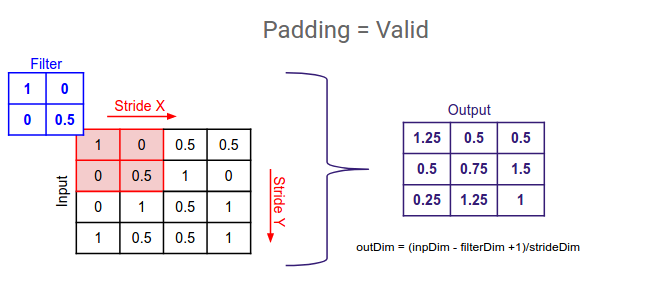 Padding = Valid
Filter
1 0
0 0.5
Stride X
Input
1 0 0.5 0.5
0 0.5 1 0
0 1 0.5 1
1 0.5 0.5 1
Stride Y
Output
1.25 0.5 0.5
0.5 0.75 1.5
0.25 1.25 1
outDim = (inpDim - filterDim +1)/strideDim